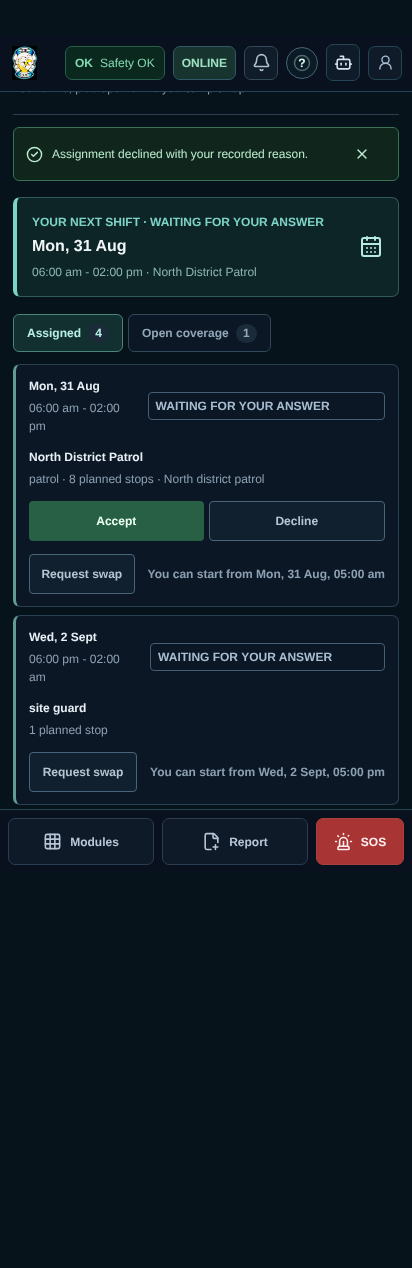 OK Safety OK
ONLINE
?
Assignment declined with your recorded reason.
YOUR NEXT SHIFT · WAITING FOR YOUR ANSWER
Mon, 31 Aug
06:00 am - 02:00 pm · North District Patrol
Assigned 4
Open coverage 1
Mon, 31 Aug
06:00 am - 02:00
pm
WAITING FOR YOUR ANSWER
North District Patrol
patrol · 8 planned stops · North district patrol
Accept
Decline
Request swap
You can start from Mon, 31 Aug, 05:00 am
Wed, 2 Sept
06:00 pm - 02:00
am
WAITING FOR YOUR ANSWER
site guard
1 planned stop
Request swap
You can start from Wed, 2 Sept, 05:00 pm
Modules
Report
SOS